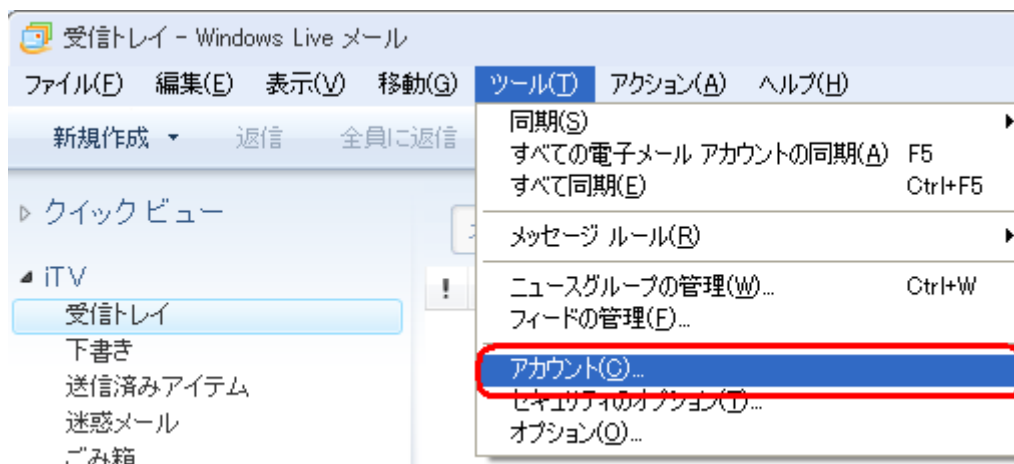 受信トレイ - Windows Live メール
ファイル(F) 編集(E) 表示(V) 移動(G) ツール(T) アクション(A) ヘルプ(H)
新規作成 返信 全員に返信
同期(S)
すべての電子メール アカウントの同期(A) F5
すべて同期(E) Ctrl+F5
メッセージ ルール(R)
ニュースグループの管理(W)... Ctrl+W
フィードの管理(F)...
アカウント(C)...
セキュリティのオプション(T)...
オプション(O)...
クイック ビュー
iTV
!
受信トレイ
下書き
送信済みアイテム
迷惑メール
ごみ箱